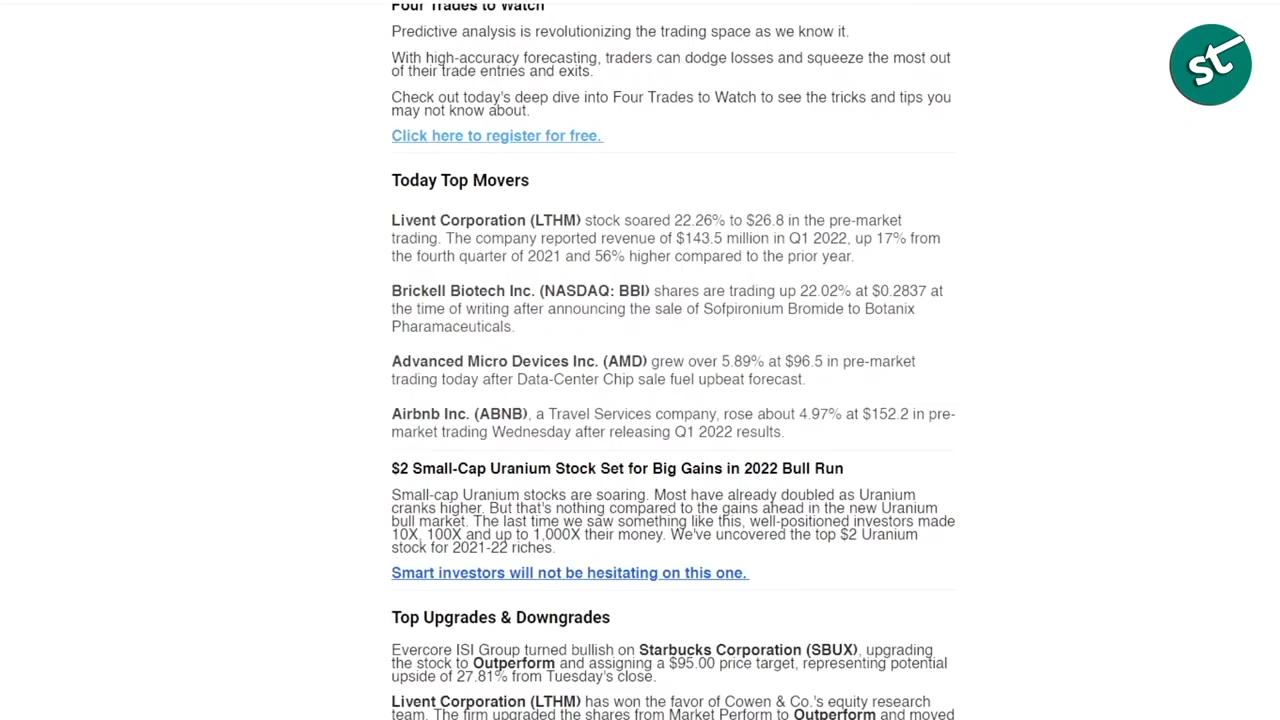 Four Trades to Watch
Predictive analysis is revolutionizing the trading space as we know it.
With high-accuracy forecasting, traders can dodge losses and squeeze the most out
of their trade entries and exits.
Check out today's deep dive into Four Trades to Watch to see the tricks and tips you
may not know about.
Click here to register for free.
Today Top Movers
Livent Corporation (LTHM) stock soared 22.26% to $26.8 in the pre-market
trading. The company reported revenue of $143.5 million in Q1 2022, up 17% from
the fourth quarter of 2021 and 56% higher compared to the prior year.
Brickell Biotech Inc. (NASDAQ: BBI) shares are trading up 22.02% at $0.2837 at
the time of writing after announcing the sale of Sofpironium Bromide to Botanix
Pharamaceuticals.
Advanced Micro Devices Inc. (AMD) grew over 5.89% at $96.5 in pre-market
trading today after Data-Center Chip sale fuel upbeat forecast.
Airbnb Inc. (ABNB), a Travel Services company, rose about 4.97% at $152.2 in pre-
market trading Wednesday after releasing Q1 2022 results.
$2 Small-Cap Uranium Stock Set for Big Gains in 2022 Bull Run
Small-cap Uranium stocks are soaring. Most have already doubled as Uranium
cranks higher. But that's nothing compared to the gains ahead in the new Uranium
bull market. The last time we saw something like this, well-positioned investors made
10X, 100X and up to 1,000X their money. We've uncovered the top $2 Uranium
stock for 2021-22 riches.
Smart investors will not be hesitating on this one.
Top Upgrades & Downgrades
Evercore ISI Group turned bullish on Starbucks Corporation (SBUX), upgrading
the stock to Outperform and assigning a $95.00 price target, representing potential
upside of 27.81% from Tuesday's close.
Livent Corporation (LTHM) has won the favor of Cowen & Co.'s equity research
team. The firm upgraded the shares from Market Perform to Outperform and moved
st